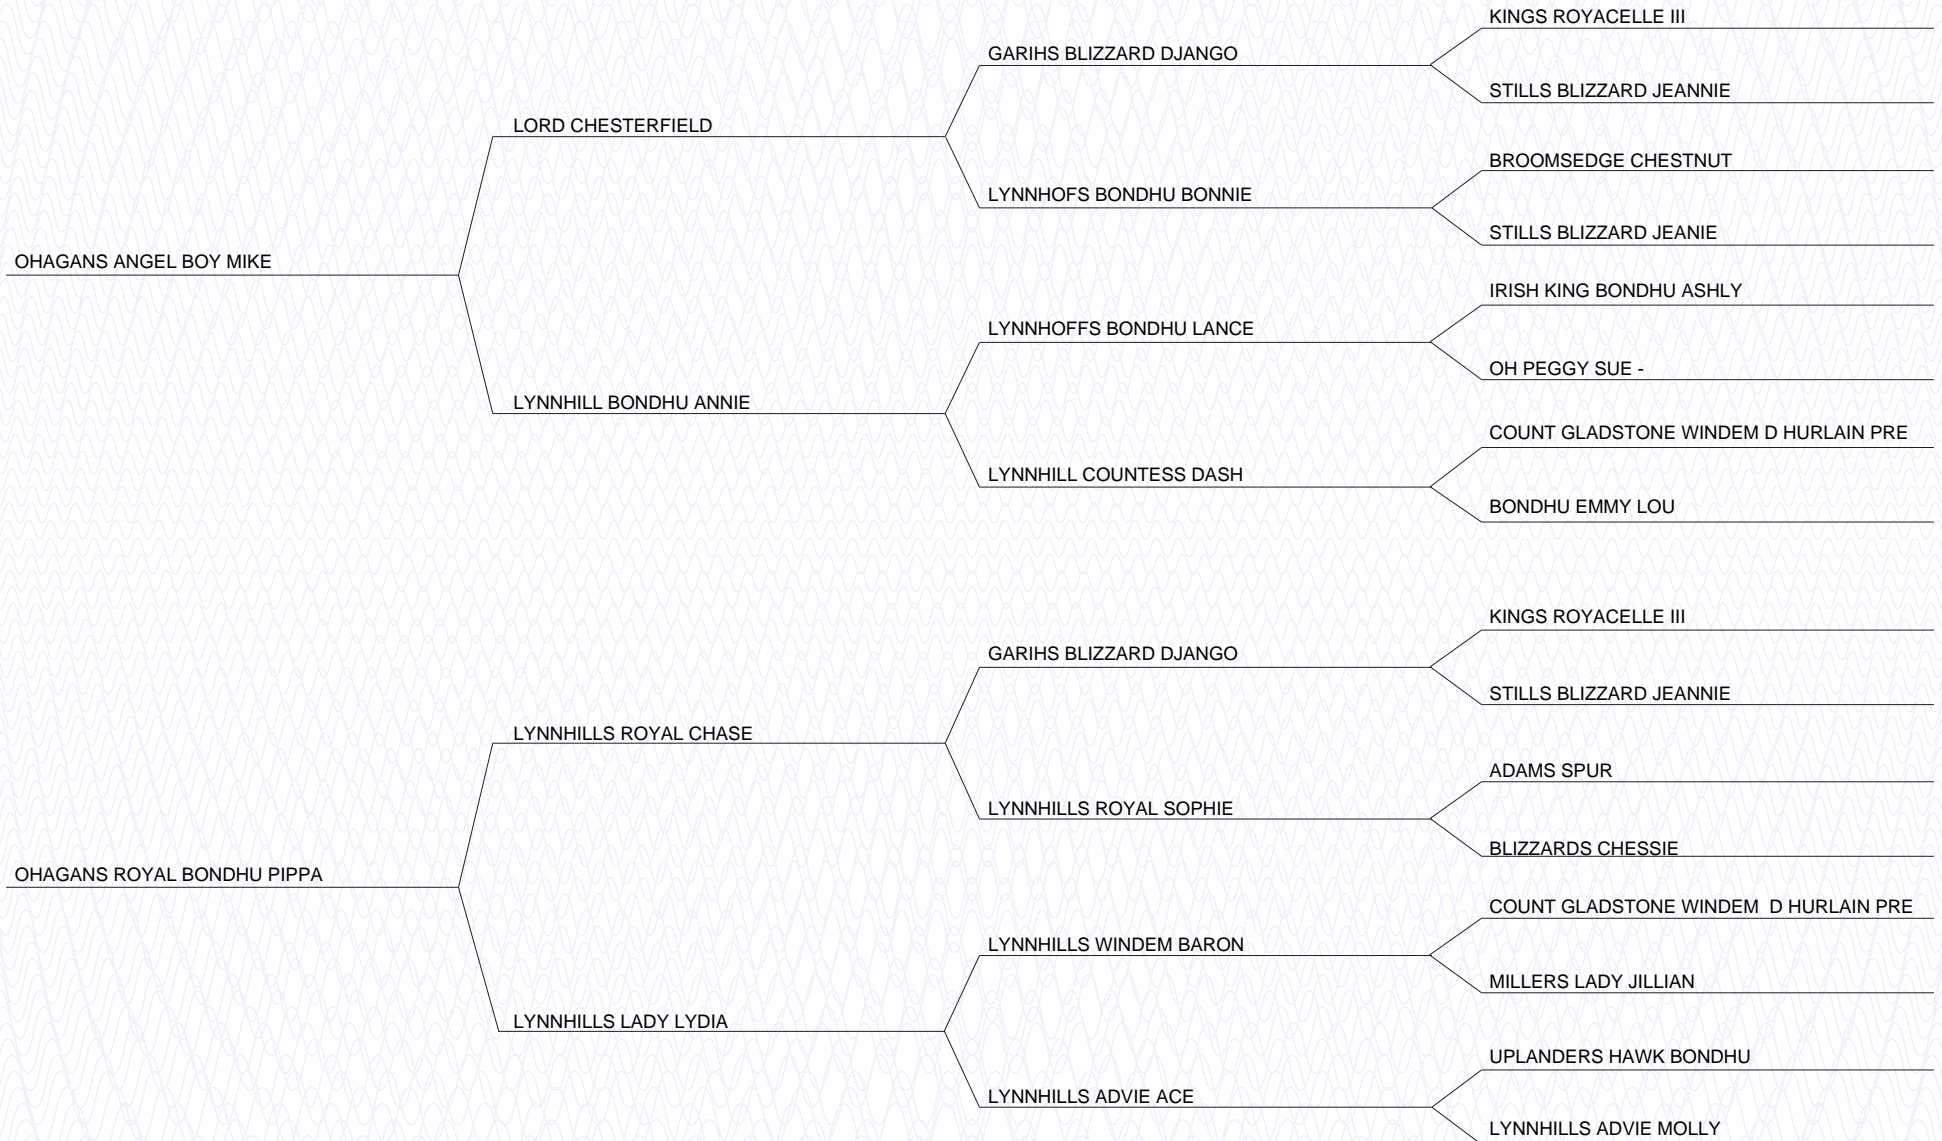 KINGS ROYACELLE III
GARIHS BLIZZARD DJANGO
STILLS BLIZZARD JEANNIE
LORD CHESTERFIELD
BROOMSEDGE CHESTNUT
LYNNHOFS BONDHU BONNIE
STILLS BLIZZARD JEANIE
OHAGANS ANGEL BOY MIKE
IRISH KING BONDHU ASHLY
LYNNHOFFS BONDHU LANCE
OH PEGGY SUE -
LYNNHILL BONDHU ANNIE
COUNT GLADSTONE WINDEM D HURLAIN PRE
LYNNHILL COUNTESS DASH
BONDHU EMMY LOU
KINGS ROYACELLE III
GARIHS BLIZZARD DJANGO
STILLS BLIZZARD JEANNIE
LYNNHILLS ROYAL CHASE
ADAMS SPUR
LYNNHILLS ROYAL SOPHIE
BLIZZARDS CHESSIE
OHAGANS ROYAL BONDHU PIPPA
COUNT GLADSTONE WINDEM  D HURLAIN PRE
LYNNHILLS WINDEM BARON
MILLERS LADY JILLIAN
LYNNHILLS LADY LYDIA
UPLANDERS HAWK BONDHU
LYNNHILLS ADVIE ACE
LYNNHILLS ADVIE MOLLY